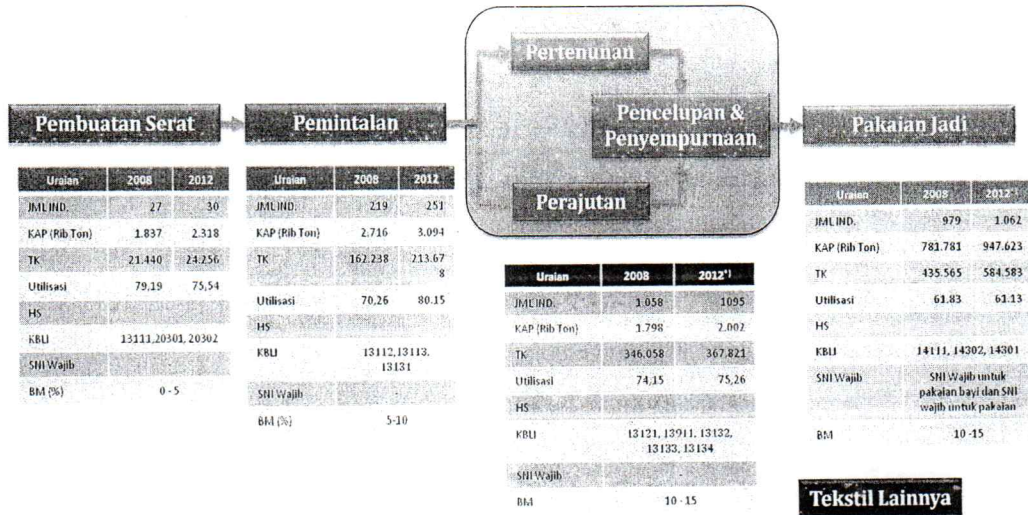 Pertenunan
Pembuatan Serat
Pemintalan
Pencelupan &
Penyempurnaan
Pakaian Jadi
Perajutan
Uraian 2008 2012
JML IND. 27 30
KAP (Rib Ton) 1.837 2.318
TK 21.440 24.256
Utilisasi 79,19 75,54
HS
KBLI 13111,20301, 20302
SNI Wajib
BM (%) 0 - 5
Uraian 2008 2012
JML IND. 219 251
KAP (Rib Ton) 2.716 3.094
TK 162.238 213.67
8
Utilisasi 70,26 80.15
HS
KBLI 13112,13113,
13131
SNI Wajib
BM (%) 5-10
Uraian 2008 2012*)
JML IND. 1.058 1095
KAP (Rib Ton) 1.798 2.002
TK 346.058 367.821
Utilisasi 74,15 75,26
HS
KBLI 13121, 13911, 13132,
13133, 13134
SNI Wajib -
BM 10 - 15
Uraian 2008 2012*)
JML IND. 979 1.062
KAP (Rib Ton) 781.781 947.623
TK 435.565 584.583
Utilisasi 61.83 61.13
HS
KBLI 14111, 14302, 14301
SNI Wajib SNI Wajib untuk
pakaian bayi dan SNI
wajib untuk pakaian
BM 10 -15
Tekstil Lainnya